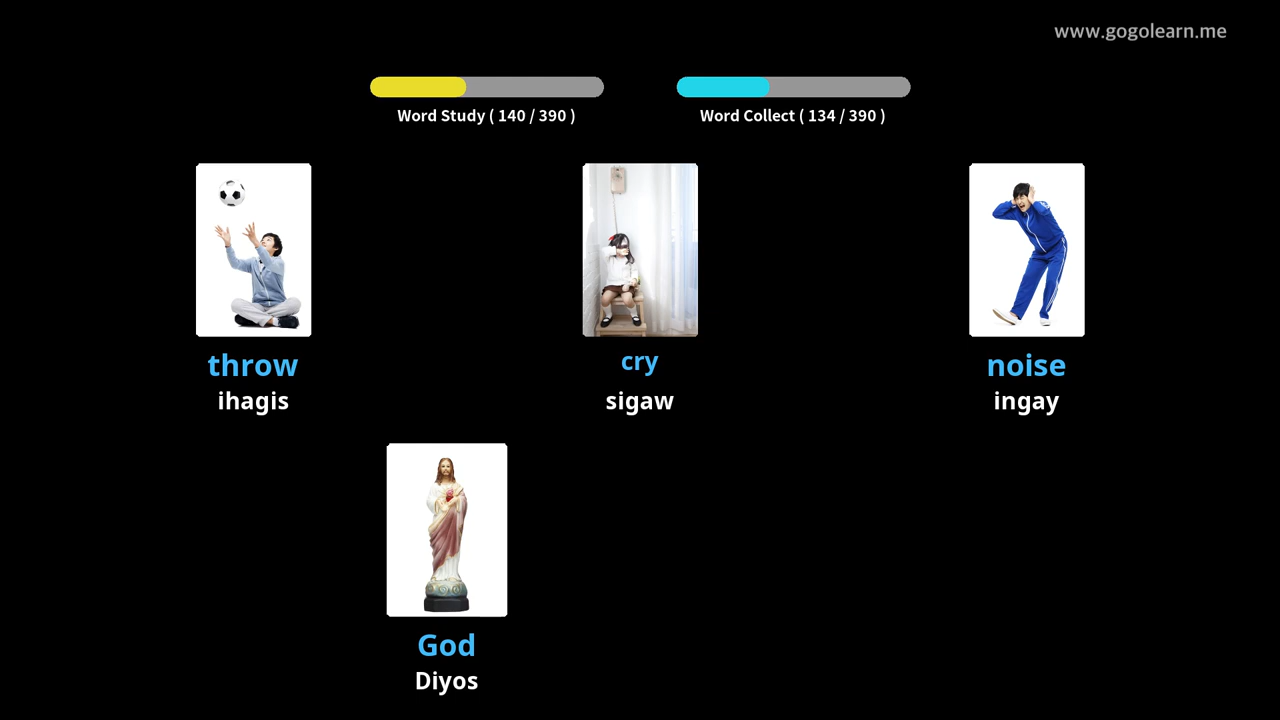 www.gogolearn.me
Word Study ( 140 / 390 )
Word Collect ( 134 / 390 )
throw
ihagis
cry
sigaw
noise
ingay
God
Diyos